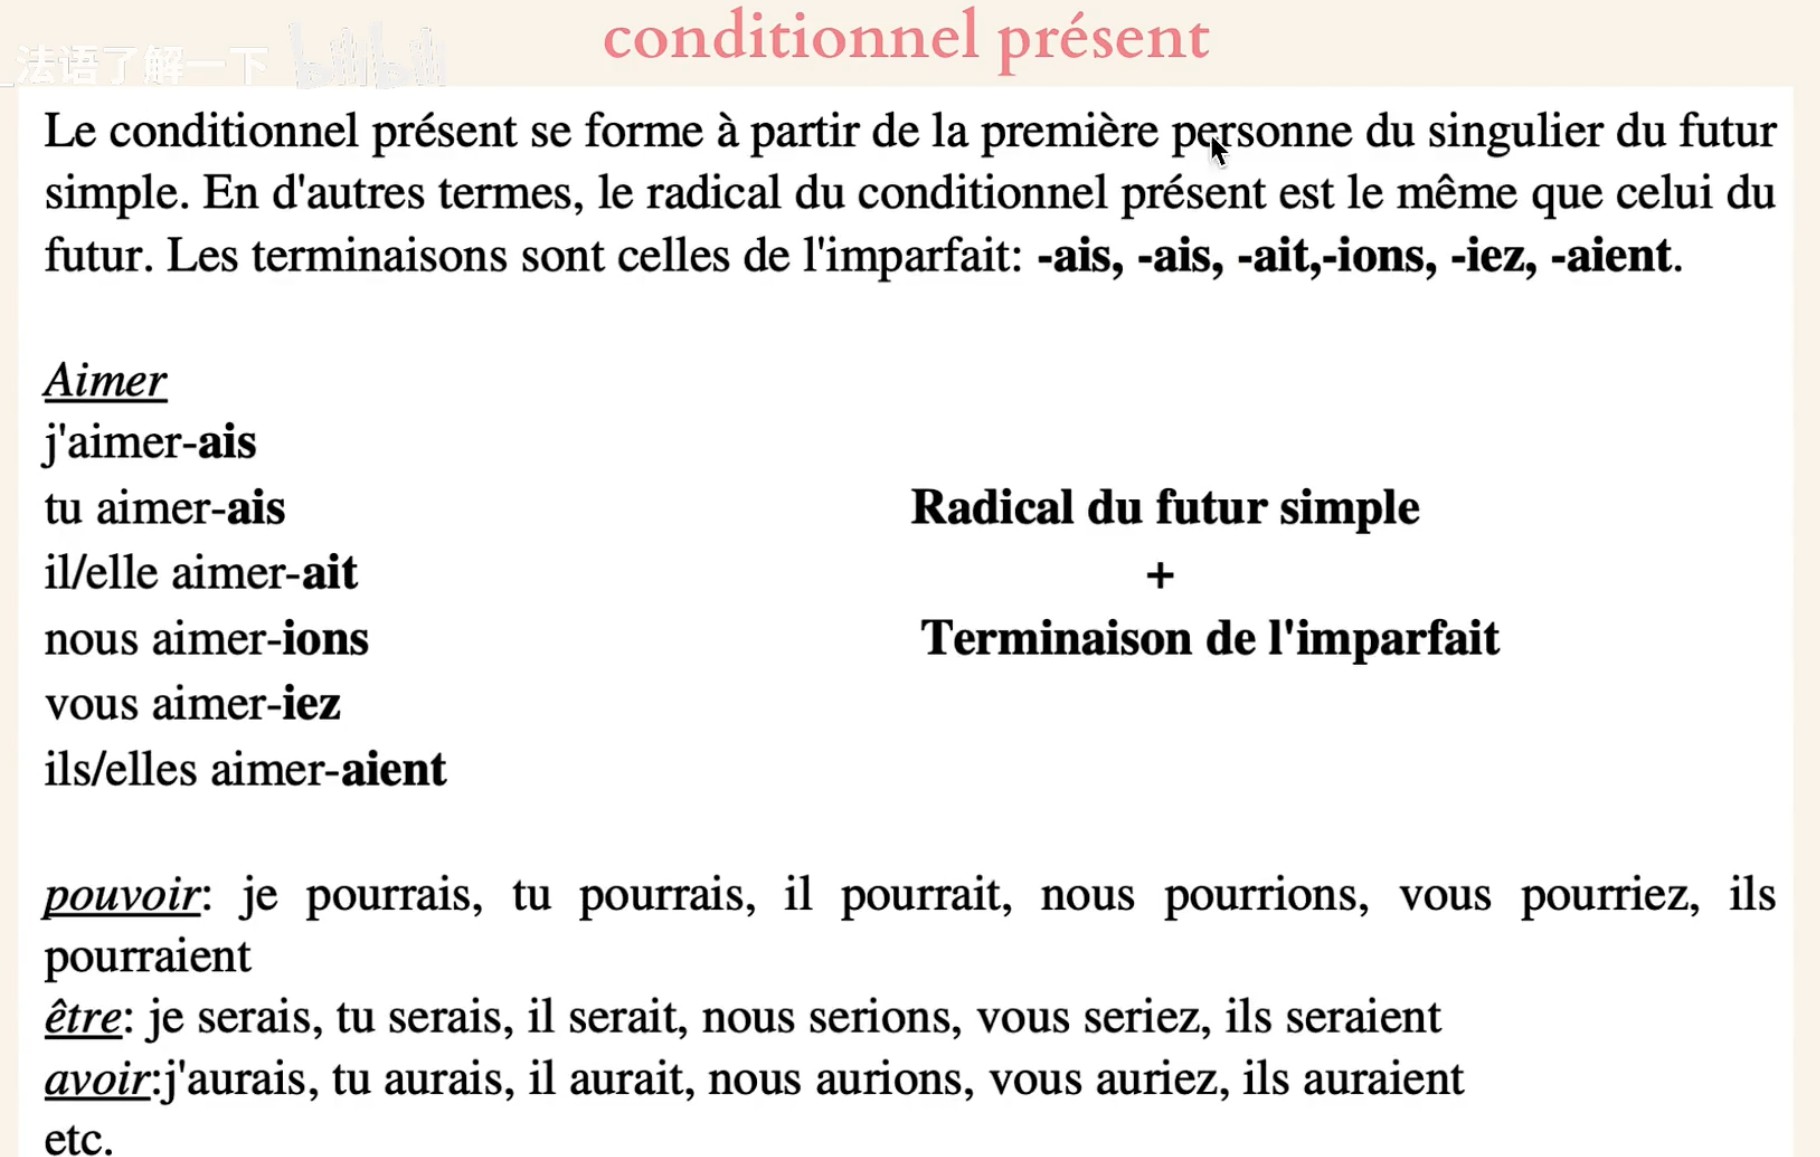 conditionnel présent
法语了解一下 bilibili
Le conditionnel présent se forme à partir de la première personne du singulier du futur
simple. En d'autres termes, le radical du conditionnel présent est le même que celui du
futur. Les terminaisons sont celles de l'imparfait: -ais, -ais, -ait,-ions, -iez, -aient.
Aimer
j'aimer-ais
tu aimer-ais
il/elle aimer-ait
nous aimer-ions
vous aimer-iez
ils/elles aimer-aient
Radical du futur simple
+
Terminaison de l'imparfait
pouvoir: je pourrais, tu pourrais, il pourrait, nous pourrions, vous pourriez, ils
pourraient
être: je serais, tu serais, il serait, nous serions, vous seriez, ils seraient
avoir:j'aurais, tu aurais, il aurait, nous aurions, vous auriez, ils auraient
etc.